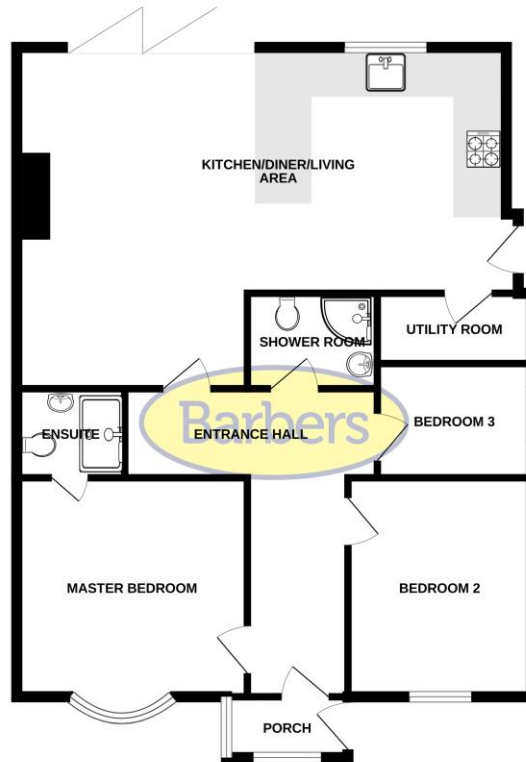 KITCHEN/DINER/LIVING
AREA
SHOWER ROOM
UTILITY ROOM
ENSUITE
Barbers
ENTRANCE HALL
BEDROOM 3
MASTER BEDROOM
BEDROOM 2
PORCH